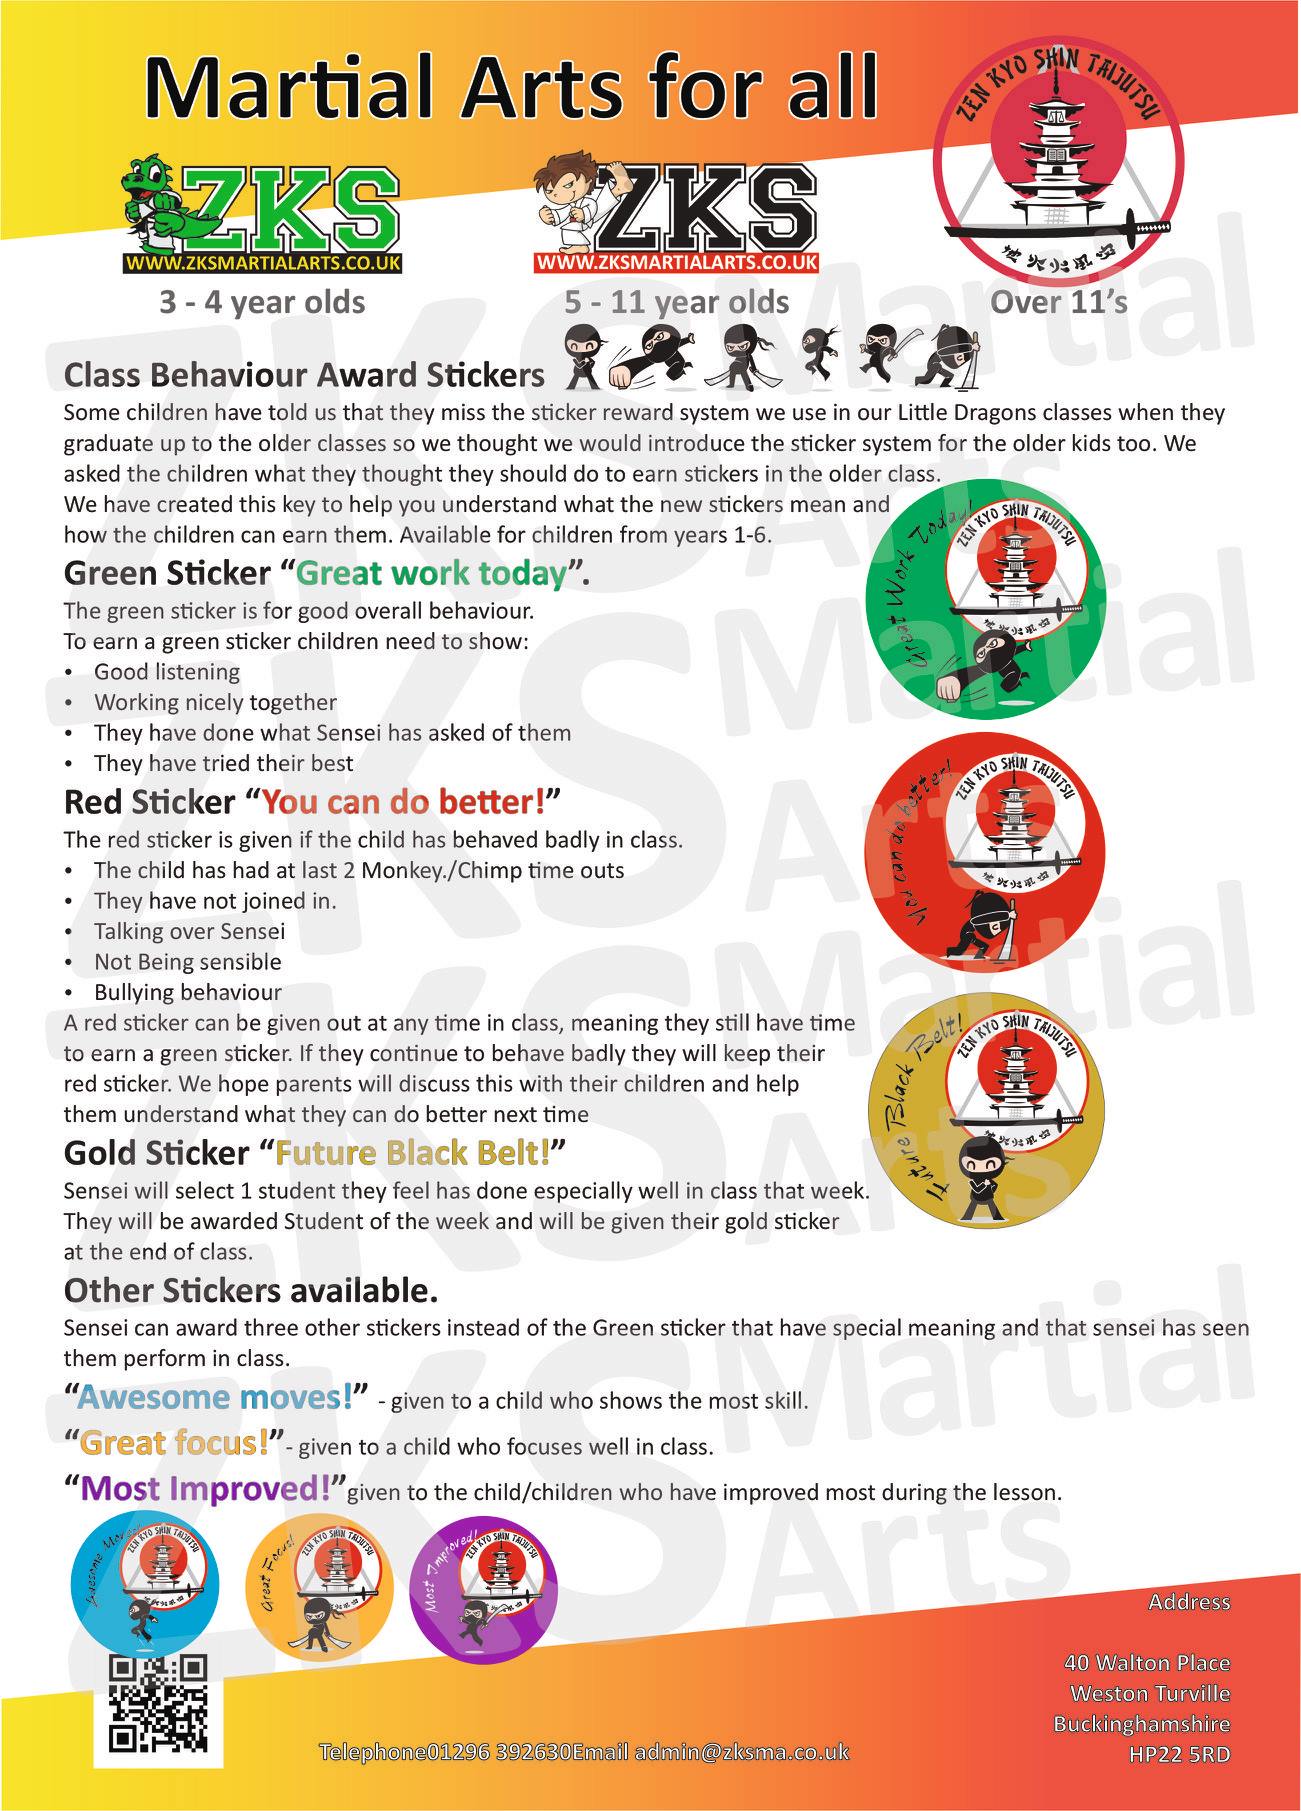 Martial Arts for all
ZEN KYO SHIN TAIJUTSU
ZKS
WWW.ZKSMARTIALARTS.CO.UK
ZKS
WWW.ZKSMARTIALARTS.CO.UK
3 - 4 year olds
5 - 11 year olds
Over 11’s
Class Behaviour Award Stickers
Some children have told us that they miss the sticker reward system we use in our Little Dragons classes when they
graduate up to the older classes so we thought we would introduce the sticker system for the older kids too. We
asked the children what they thought they should do to earn stickers in the older class.
We have created this key to help you understand what the new stickers mean and
how the children can earn them. Available for children from years 1-6.
Great Work Today!
ZEN KYO SHIN TAIJUTSU
Green Sticker “Great work today”.
The green sticker is for good overall behaviour.
To earn a green sticker children need to show:
• Good listening
• Working nicely together
• They have done what Sensei has asked of them
• They have tried their best
You can do better!
ZEN KYO SHIN TAIJUTSU
Red Sticker “You can do better!”
The red sticker is given if the child has behaved badly in class.
• The child has had at last 2 Monkey./Chimp time outs
• They have not joined in.
• Talking over Sensei
• Not Being sensible
• Bullying behaviour
A red sticker can be given out at any time in class, meaning they still have time
to earn a green sticker. If they continue to behave badly they will keep their
red sticker. We hope parents will discuss this with their children and help
them understand what they can do better next time
Future Black Belt!
ZEN KYO SHIN TAIJUTSU
Gold Sticker “Future Black Belt!”
Sensei will select 1 student they feel has done especially well in class that week.
They will be awarded Student of the week and will be given their gold sticker
at the end of class.
Other Stickers available.
Sensei can award three other stickers instead of the Green sticker that have special meaning and that sensei has seen
them perform in class.
“Awesome moves!” - given to a child who shows the most skill.
“Great focus!”- given to a child who focuses well in class.
“Most Improved!”given to the child/children who have improved most during the lesson.
Awesome Moves!
ZEN KYO SHIN TAIJUTSU
Great Focus!
ZEN KYO SHIN TAIJUTSU
Most Improved!
ZEN KYO SHIN TAIJUTSU
ZKS Martial Arts
ZKS Martial Arts
ZKS Martial Arts
ZKS Martial Arts
Address
40 Walton Place
Weston Turville
Buckinghamshire
HP22 5RD
Telephone01296 392630Email admin@zksma.co.uk